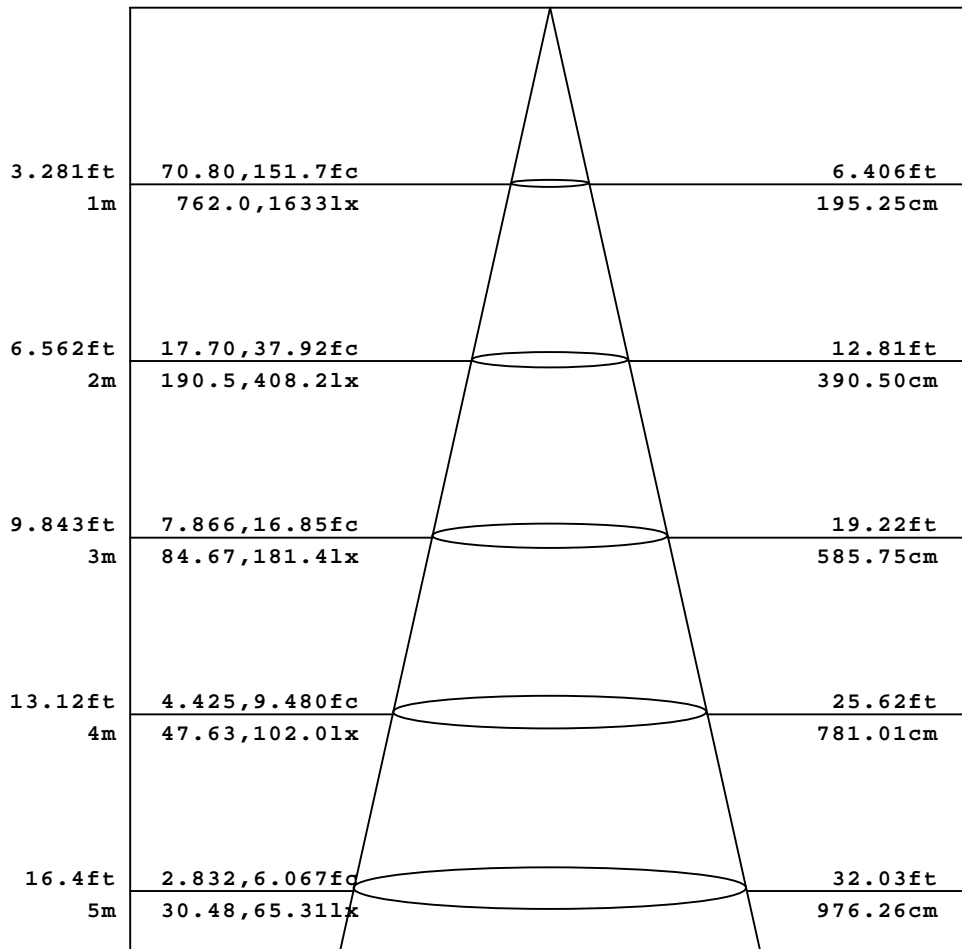 3.281ft 70.80,151.7fc 6.406ft
1m 762.0,1633lx 195.25cm
6.562ft 17.70,37.92fc 12.81ft
2m 190.5,408.2lx 390.50cm
9.843ft 7.866,16.85fc 19.22ft
3m 84.67,181.4lx 585.75cm
13.12ft 4.425,9.480fc 25.62ft
4m 47.63,102.0lx 781.01cm
16.4ft 2.832,6.067fc 32.03ft
5m 30.48,65.31lx 976.26cm